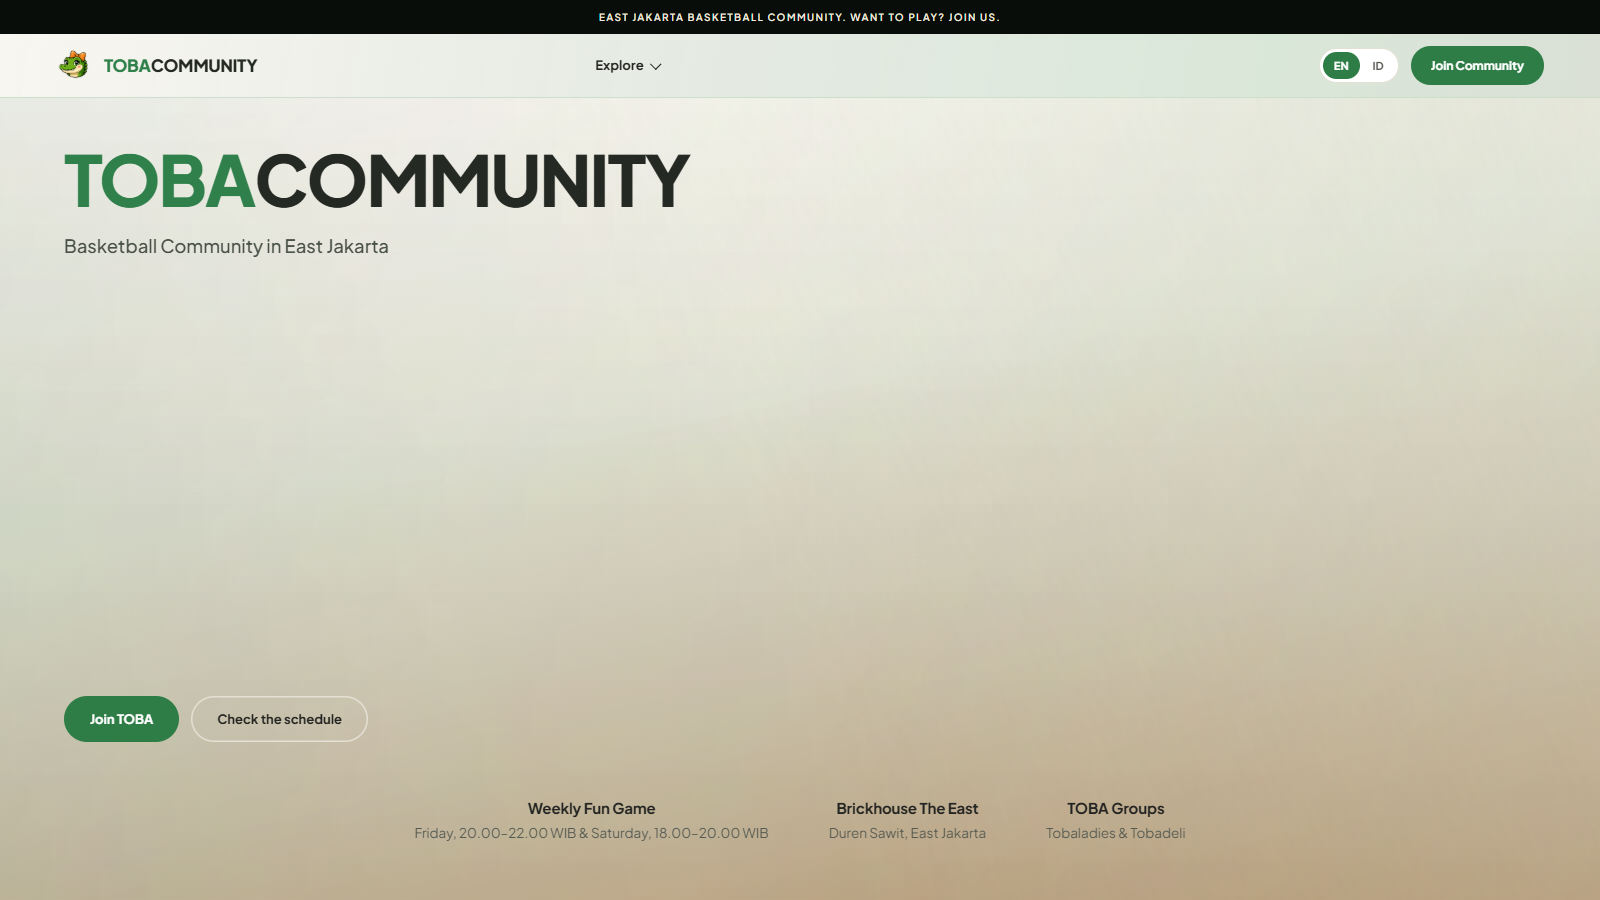 EAST JAKARTA BASKETBALL COMMUNITY. WANT TO PLAY? JOIN US.
TOBACOMMUNITY
Explore
EN
ID
Join Community
TOBACOMMUNITY
Basketball Community in East Jakarta
Join TOBA
Check the schedule
Weekly Fun Game
Friday, 20.00–22.00 WIB & Saturday, 18.00–20.00 WIB
Brickhouse The East
Duren Sawit, East Jakarta
TOBA Groups
Tobaladies & Tobadeli